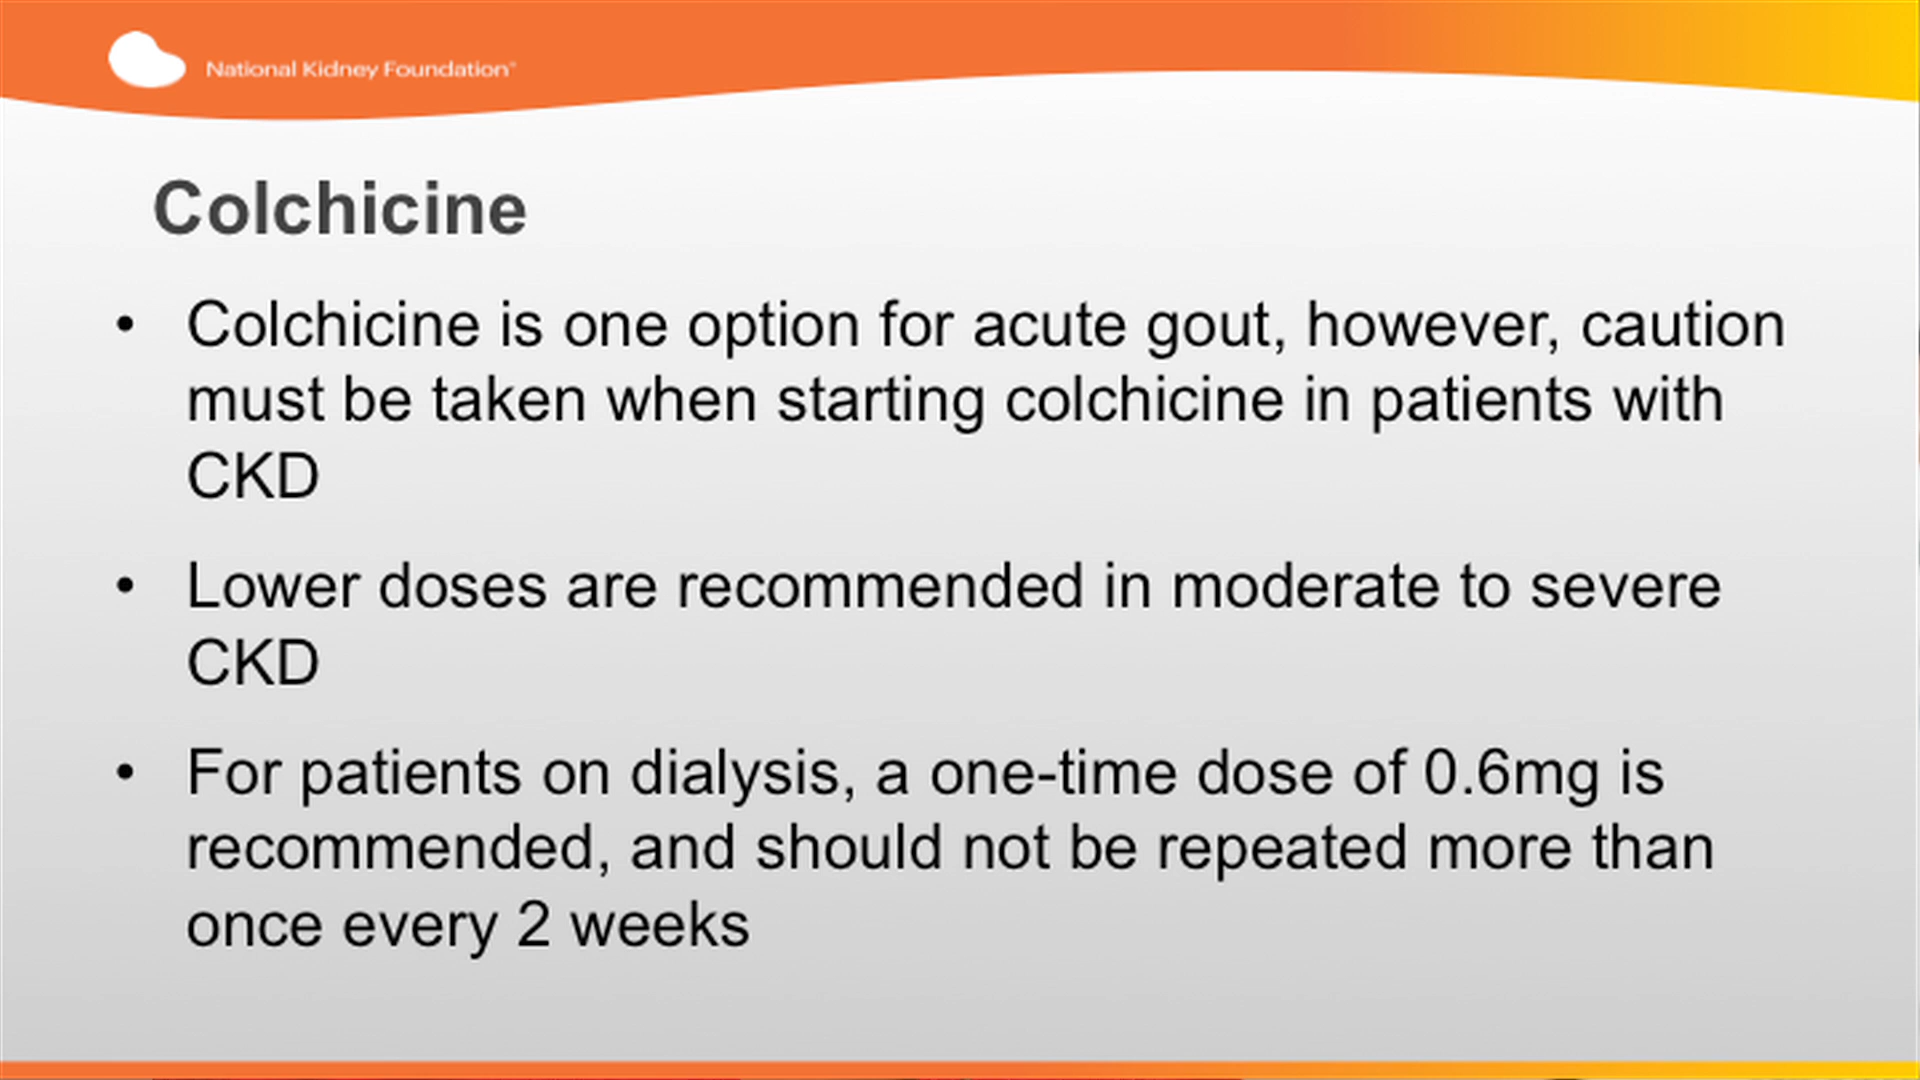 National Kidney Foundation®
Colchicine
• Colchicine is one option for acute gout, however, caution
must be taken when starting colchicine in patients with
CKD
• Lower doses are recommended in moderate to severe
CKD
• For patients on dialysis, a one-time dose of 0.6mg is
recommended, and should not be repeated more than
once every 2 weeks